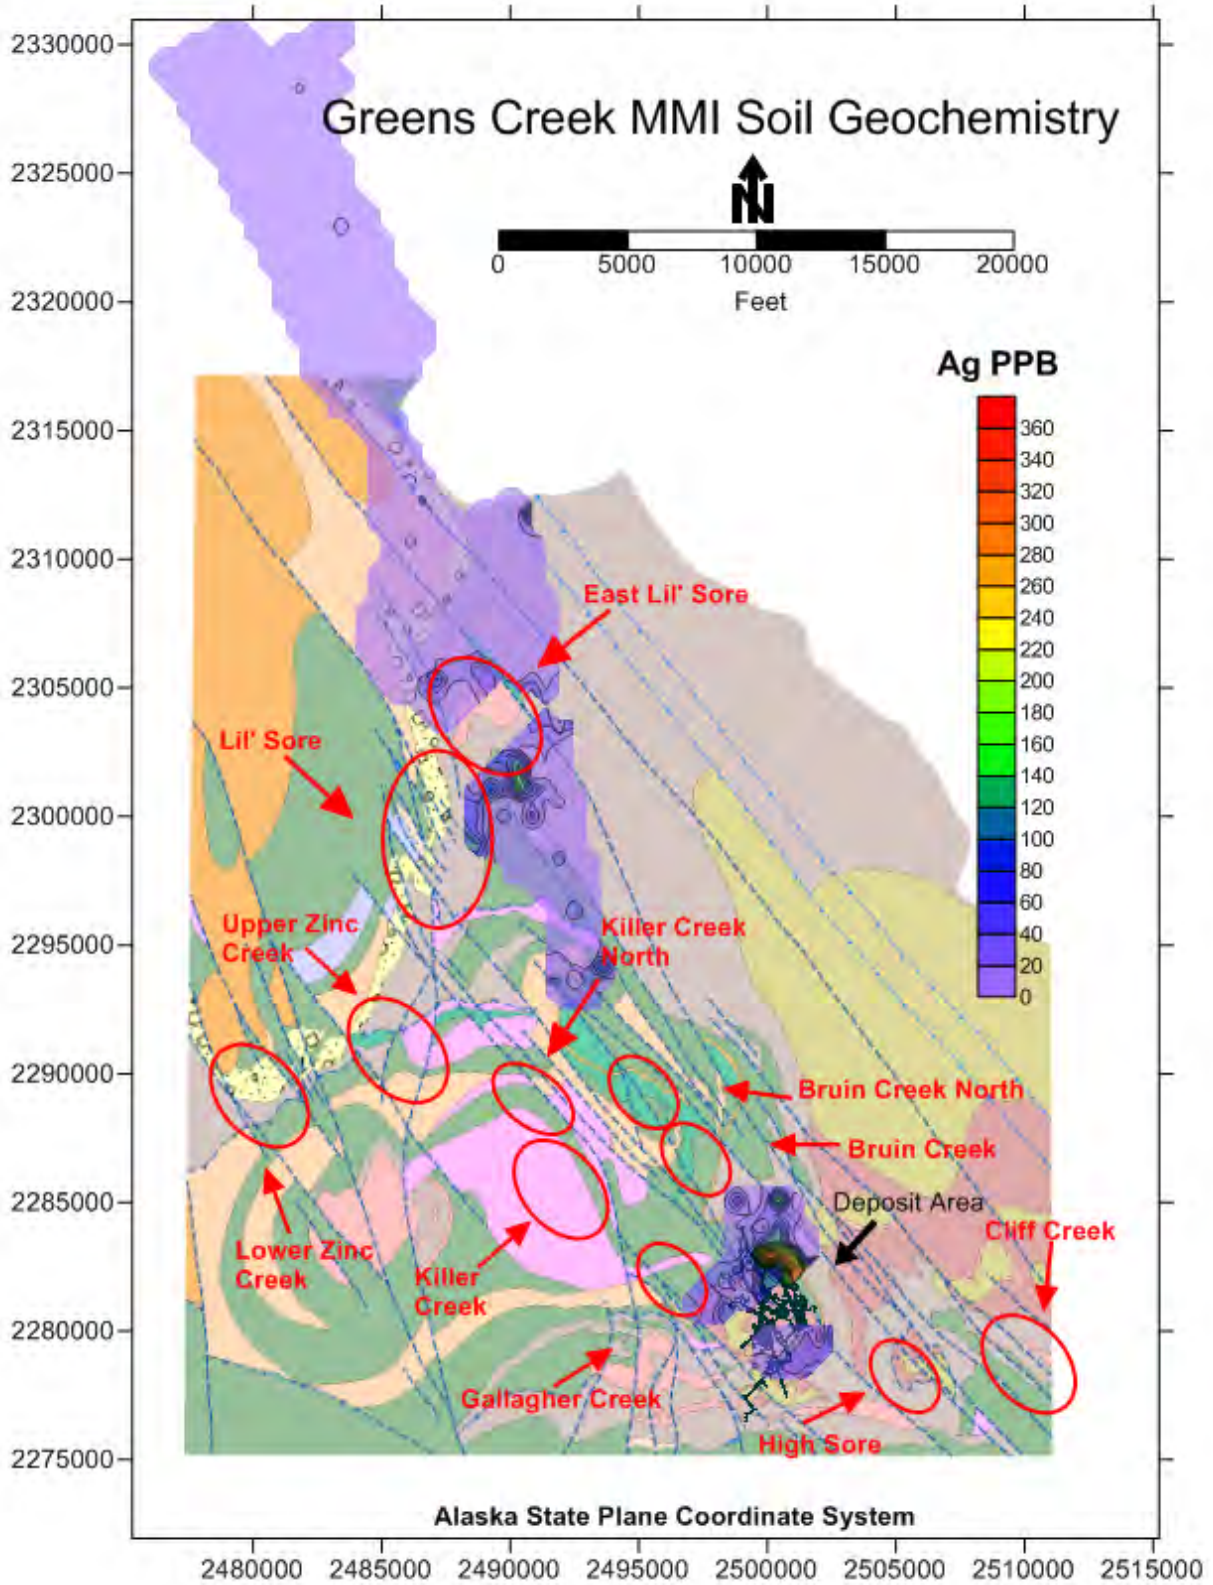 Greens Creek MMI Soil Geochemistry
N
0 5000 10000 15000 20000
Feet
Ag PPB
360
340
320
300
280
260
240
220
200
180
160
140
120
100
80
60
40
20
0
2330000
2325000
2320000
2315000
2310000
2305000
2300000
2295000
2290000
2285000
2280000
2275000
East Lil' Sore
Lil' Sore
Upper Zinc
Creek
Killer Creek
North
Bruin Creek North
Bruin Creek
Deposit Area
Cliff Creek
Lower Zinc
Creek
Killer
Creek
Gallagher Creek
High Sore
Alaska State Plane Coordinate System
2480000 2485000 2490000 2495000 2500000 2505000 2510000 2515000